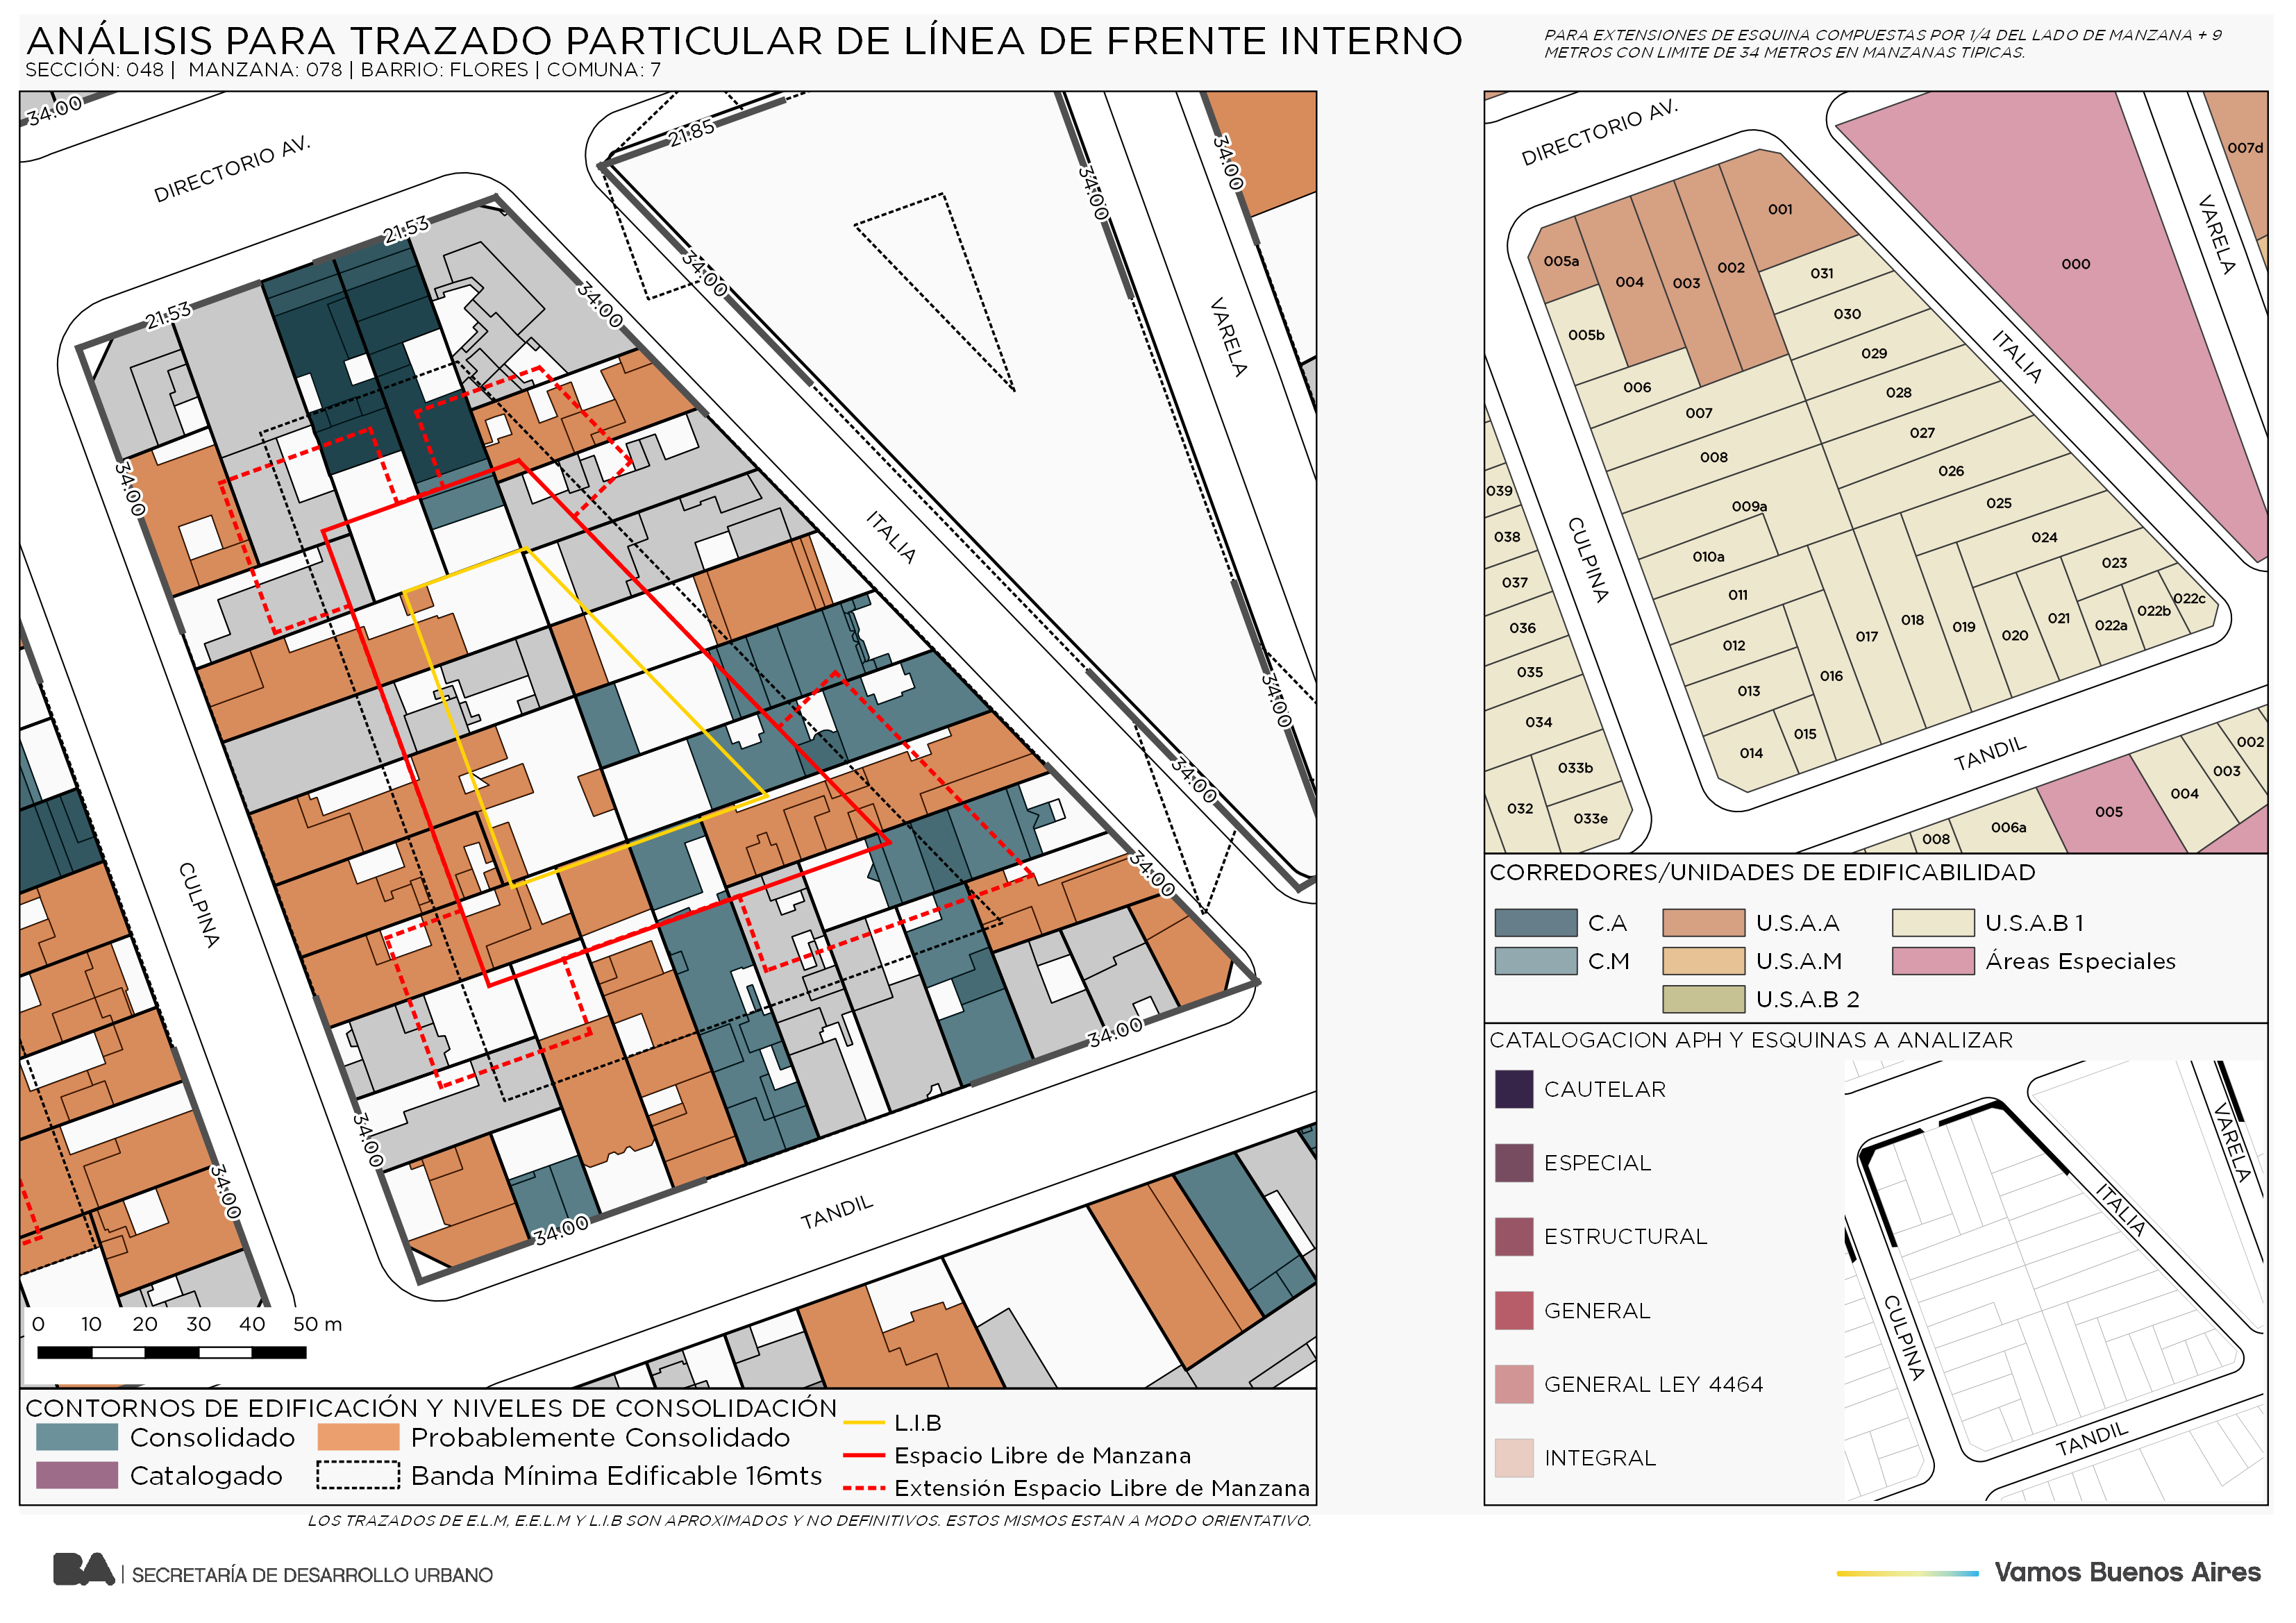 ANÁLISIS PARA TRAZADO PARTICULAR DE LÍNEA DE FRENTE INTERNO
SECCIÓN: 048 | MANZANA: 078 | BARRIO: FLORES | COMUNA: 7
PARA EXTENSIONES DE ESQUINA COMPUESTAS POR 1/4 DEL LADO DE MANZANA + 9
METROS CON LIMITE DE 34 METROS EN MANZANAS TIPICAS.
34.00
DIRECTORIO AV.
21.85
34.00
34.00
21.53
34.00
34.00
21.53
VARELA
34.00
ITALIA
34.00
34.00
CULPINA
34.00
34.00
34.00
34.00
TANDIL
34.00
0 10 20 30 40 50 m
CONTORNOS DE EDIFICACIÓN Y NIVELES DE CONSOLIDACIÓN
Consolidado
Probablemente Consolidado
Catalogado
Banda Mínima Edificable 16mts
L.I.B
Espacio Libre de Manzana
Extensión Espacio Libre de Manzana
LOS TRAZADOS DE E.L.M, E.E.L.M Y L.I.B SON APROXIMADOS Y NO DEFINITIVOS. ESTOS MISMOS ESTAN A MODO ORIENTATIVO.
DIRECTORIO AV.
007d
VARELA
000
001
005a
002
031
004
003
030
005b
ITALIA
029
006
028
007
027
008
026
039
009a
025
038
024
010a
CULPINA
023
037
011
022c
022b
036
018
021
022a
019
020
017
012
035
016
013
034
015
014
TANDIL
002
033b
003
004
032
033e
005
006a
008
CORREDORES/UNIDADES DE EDIFICABILIDAD
C.A
U.S.A.A
U.S.A.B 1
C.M
U.S.A.M
Áreas Especiales
U.S.A.B 2
CATALOGACION APH Y ESQUINAS A ANALIZAR
CAUTELAR
ESPECIAL
ESTRUCTURAL
GENERAL
GENERAL LEY 4464
INTEGRAL
VARELA
ITALIA
CULPINA
TANDIL
BA | SECRETARÍA DE DESARROLLO URBANO
Vamos Buenos Aires